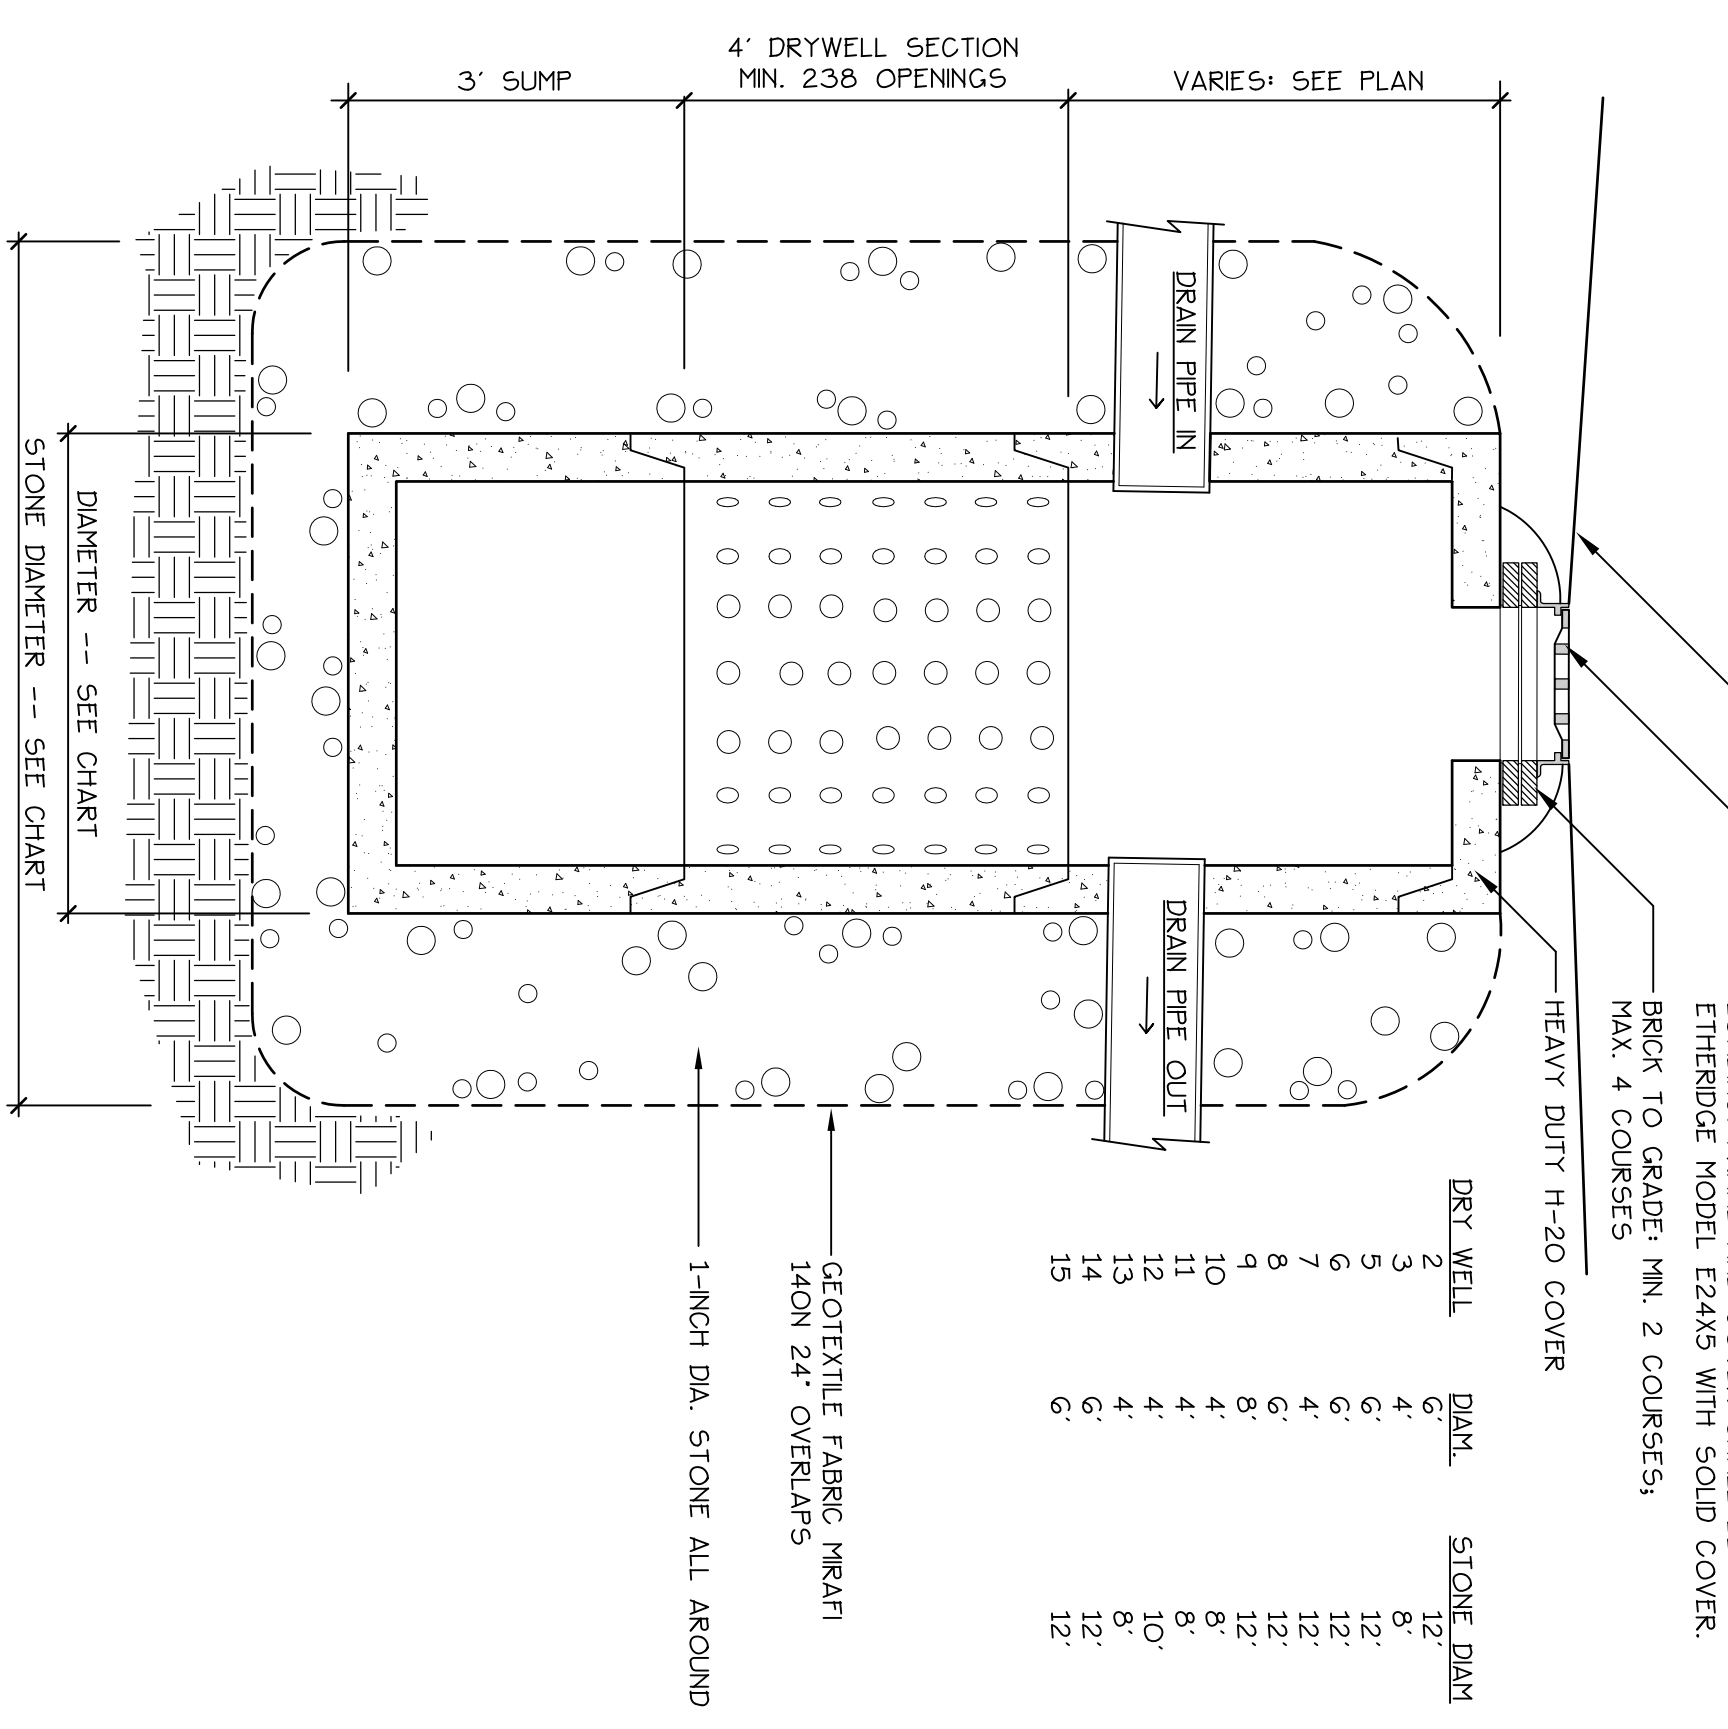 4' DRYWELL SECTION
MIN. 238 OPENINGS
3' SUMP
VARIES: SEE PLAN
DRAIN PIPE IN
DRAIN PIPE OUT
ETHERIDGE MODEL E24X5 WITH SOLID COVER.
BRICK TO GRADE: MIN. 2 COURSES;
MAX. 4 COURSES
HEAVY DUTY H-20 COVER
DRY WELL DIAM. STONE DIAM
2 6' 12'
3 4' 8'
5 6' 12'
6 6' 12'
7 4' 12'
8 6' 12'
9 8' 12'
10 4' 8'
11 4' 8'
12 4' 10'
13 4' 8'
14 6' 12'
15 6' 12'
GEOTEXTILE FABRIC MIRAFI
140N 24" OVERLAPS
1-INCH DIA. STONE ALL AROUND
DIAMETER -- SEE CHART
STONE DIAMETER -- SEE CHART